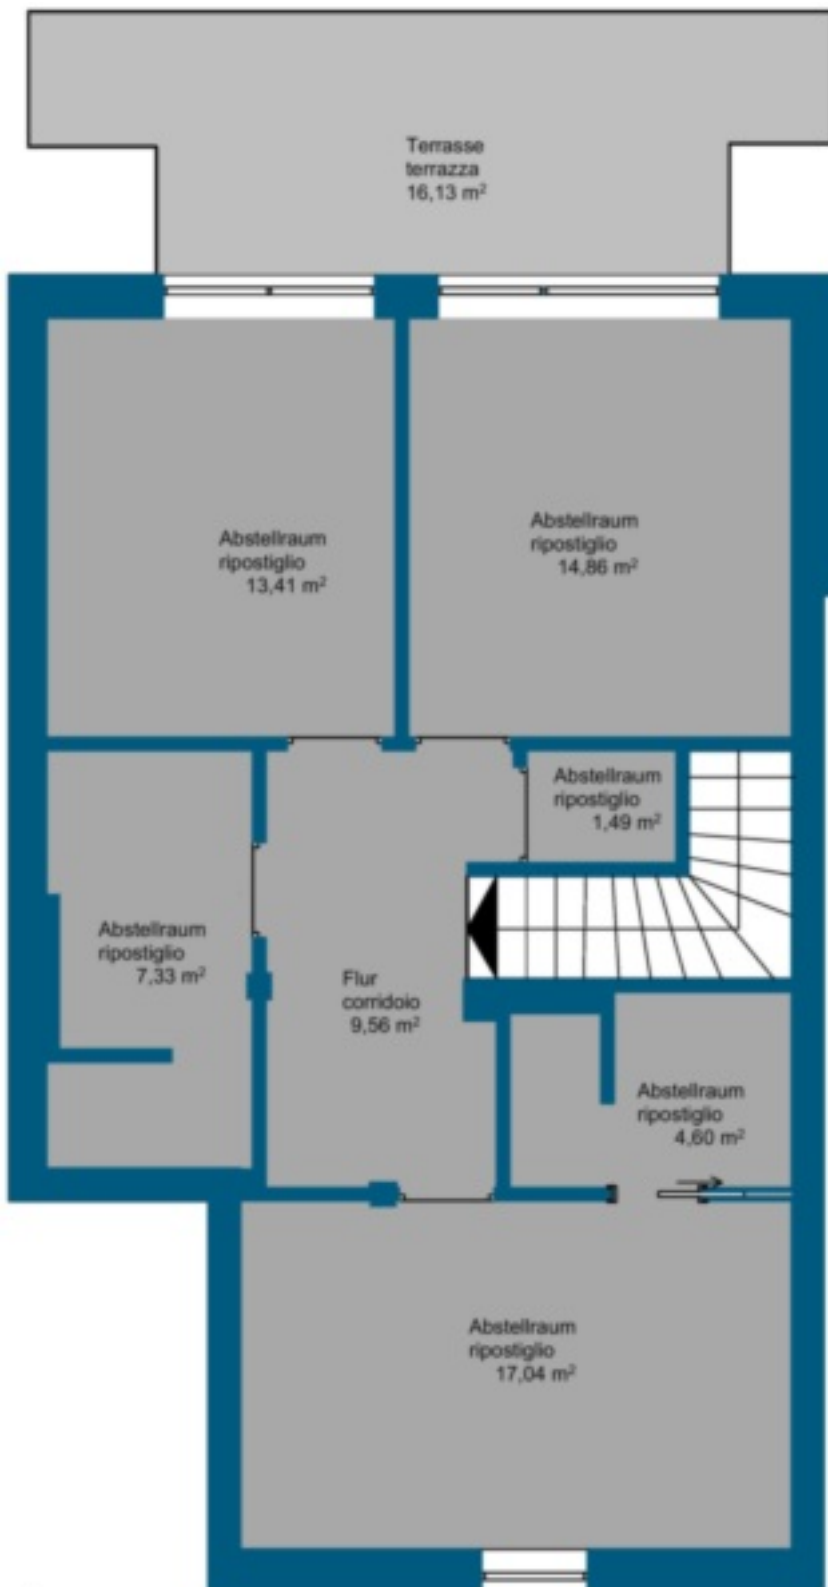 Terrasse
terrazza
16,13 m²
Abstellraum
ripostiglio
13,41 m²
Abstellraum
ripostiglio
14,86 m²
Abstellraum
ripostiglio
1,49 m²
Abstellraum
ripostiglio
7,33 m²
Flur
corridoio
9,56 m²
Abstellraum
ripostiglio
4,60 m²
Abstellraum
ripostiglio
17,04 m²